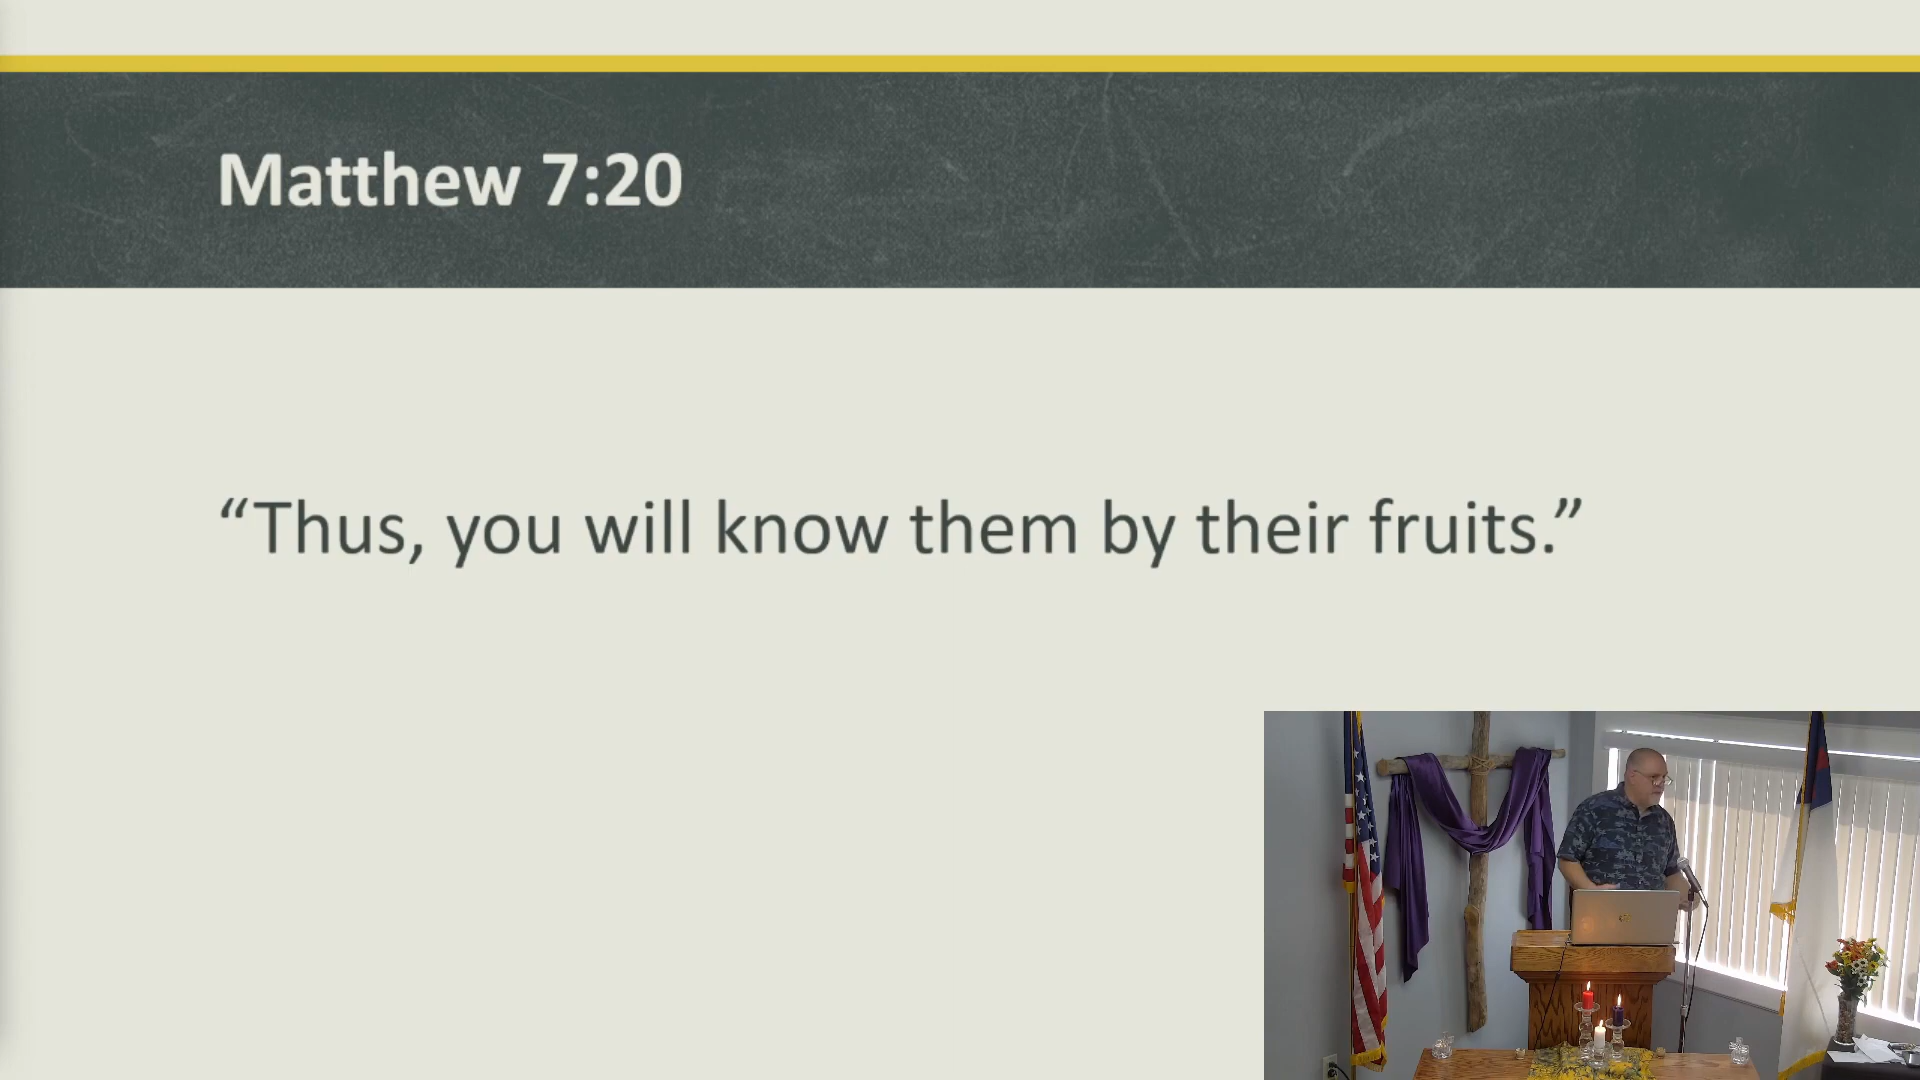 Matthew 7:20
“Thus, you will know them by their fruits.”